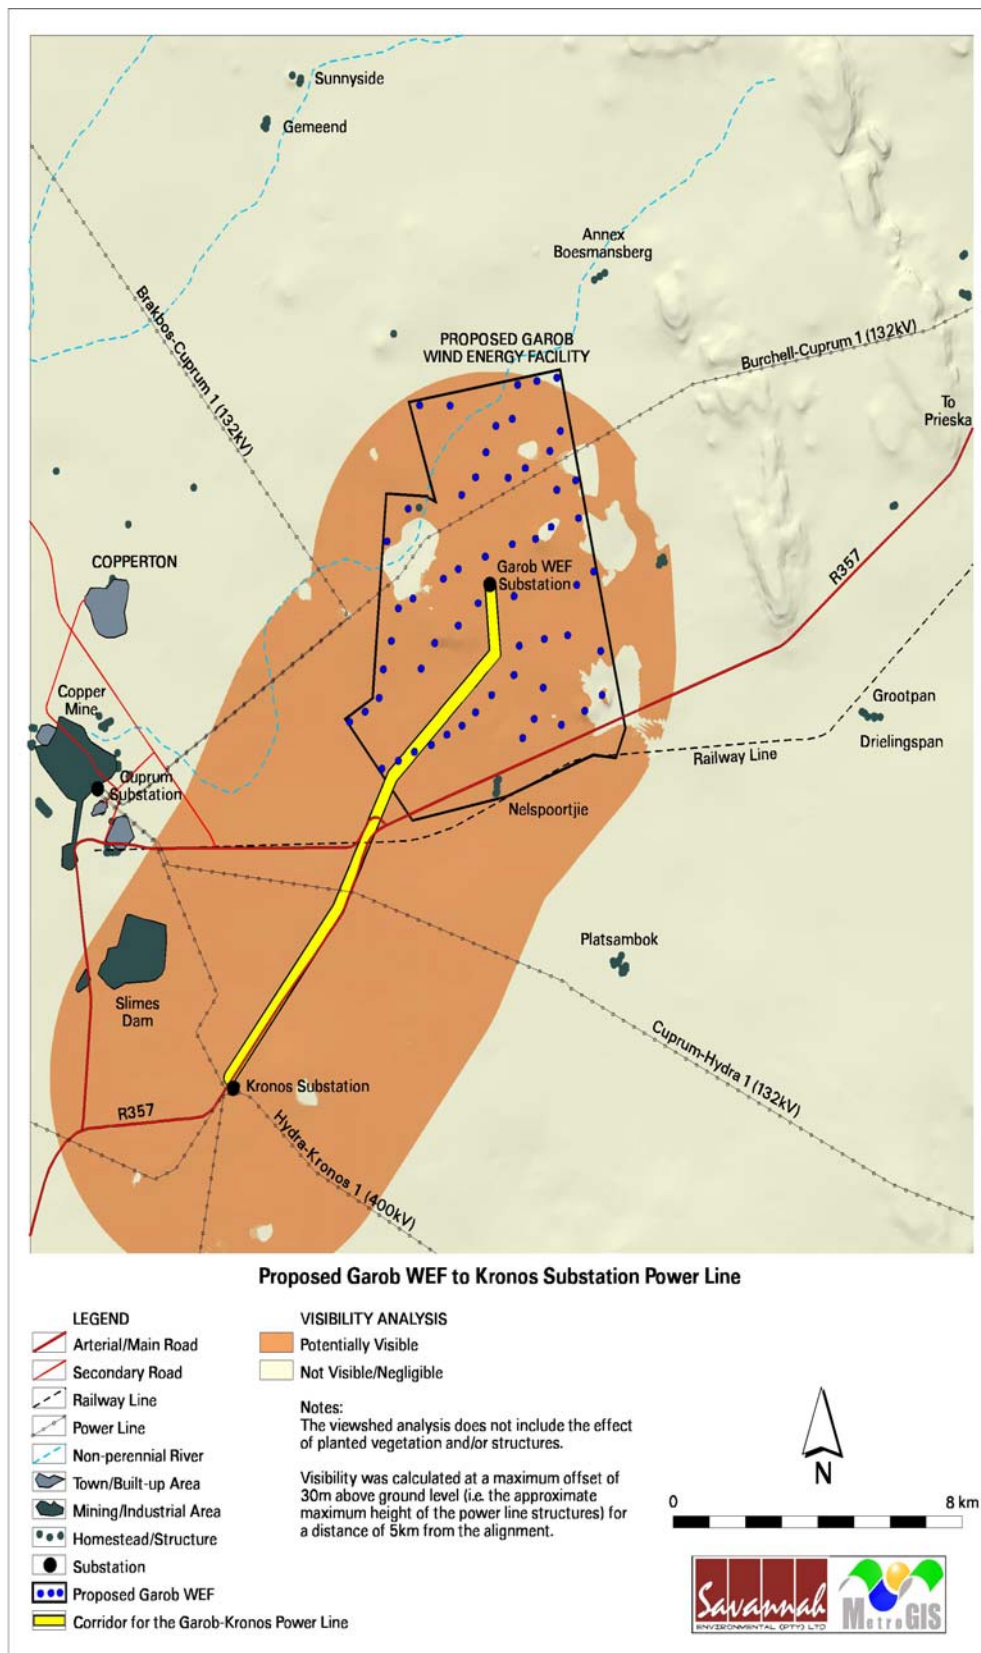 Sunnyside
Gemeend
Annex
Boesmansberg
Brakbos-Cuprum 1 (132kV)
PROPOSED GAROB
WIND ENERGY FACILITY
Burchell-Cuprum 1 (132kV)
To
Prieska
COPPERTON
Garob WEF
Substation
R357
Copper
Mine
Grootpan
Drielingspan
Cuprum
Substation
Railway Line
Nelspoortjie
Platsambok
Slimes
Dam
Cuprum-Hydra 1 (132kV)
Kronos Substation
R357
Hydra-Kronos 1 (400kV)
Proposed Garob WEF to Kronos Substation Power Line
LEGEND
Arterial/Main Road
Secondary Road
Railway Line
Power Line
Non-perennial River
Town/Built-up Area
Mining/Industrial Area
Homestead/Structure
Substation
Proposed Garob WEF
Corridor for the Garob-Kronos Power Line
VISIBILITY ANALYSIS
Potentially Visible
Not Visible/Negligible
Notes:
The viewshed analysis does not include the effect
of planted vegetation and/or structures.
Visibility was calculated at a maximum offset of
30m above ground level (i.e. the approximate
maximum height of the power line structures) for
a distance of 5km from the alignment.
N
0 8 km
Savannah
ENVIRONMENTAL (PTY) LTD
MetroGIS